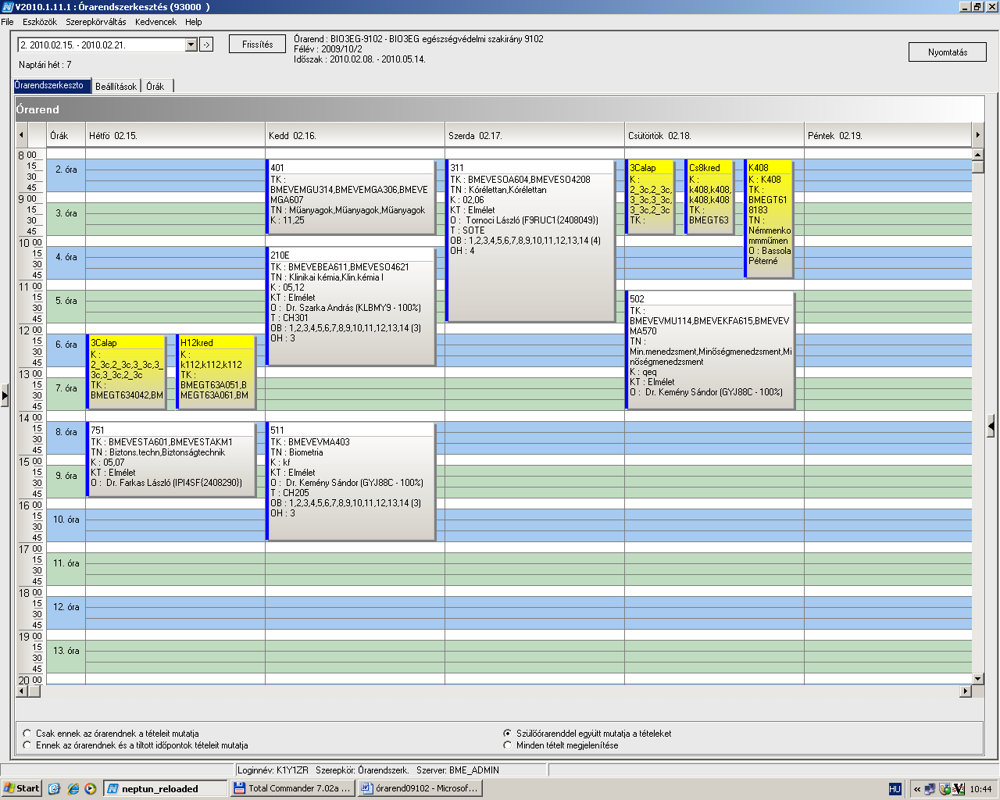 V2010.1.11.1 : Órarendszerkesztés (93000 )
File Eszközök Szerepkörváltás Kedvencek Help
2. 2010.02.15. - 2010.02.21.
->
Frissítés
Órarend : BIO3EG-9102 - BIO3EG egészségvédelmi szakirány 9102
Félév : 2009/10/2
Időszak : 2010.02.08. - 2010.05.14.
Nyomtatás
Naptári hét : 7
Órarendszerkeszto Beállítások Órák
Órarend
Órák Hétfő 02.15. Kedd 02.16. Szerda 02.17. Csütörtök 02.18. Péntek 02.19.
8 00
15
30
45
9 00
15
30
45
10 00
15
30
45
11 00
15
30
45
12 00
15
30
45
13 00
15
30
45
14 00
15
30
45
15 00
15
30
45
16 00
15
30
45
17 00
15
30
45
18 00
15
30
45
19 00
15
30
45
20 00
2. óra
3. óra
4. óra
5. óra
6. óra
7. óra
8. óra
9. óra
10. óra
11. óra
12. óra
13. óra
3Calap
K :
2_3c,2_3c,3_3c,3_
3c,3_3c,2_3c
TK :
BMEGT634042,BM
H12kred
K :
k112,k112,k112
TK :
BMEGT63A051,B
MEGT63A061,BM
751
TK : BMEVESTA601,BMEVESTAKM1
TN : Biztons.techn,Biztonságtechnik
K : 05,07
KT : Elmélet
O : Dr. Farkas László (IPI4SF{2408290})
401
TK :
BMEVEMGU314,BMEVEMGA306,BMEVE
MGA607
TN : Műanyagok,Műanyagok,Műanyagok
K : 11,25
210E
TK : BMEVEBEA611,BMEVESO4621
TN : Klinikai kémia,Klin.kémia I
K : 05,12
KT : Elmélet
O : Dr. Szarka András (KLBMY9 - 100%)
T : CH301
OB : 1,2,3,4,5,6,7,8,9,10,11,12,13,14 (3)
OH : 3
511
TK : BMEVEVMA403
TN : Biometria
K : kf
KT : Elmélet
O : Dr. Kemény Sándor (GYJ88C - 100%)
T : CH205
OB : 1,2,3,4,5,6,7,8,9,10,11,12,13,14 (3)
OH : 3
311
TK : BMEVESOA604,BMEVESO4208
TN : Kórélettan,Kórélettan
K : 02,06
KT : Elmélet
O : Tornoci László (F9RUC1{2408049})
T : SOTE
OB : 1,2,3,4,5,6,7,8,9,10,11,12,13,14 (4)
OH : 4
3Calap
K :
2_3c,2_3c,
3_3c,3_3c,
3_3c,2_3c
TK :
Cs8kred
K :
k408,k408,
k408,k408
TK :
BMEGT63
K408
K : K408
TK :
BMEGT61
8183
TN :
Némmenko
mmműmen
O : Bassola
Péterné
502
TK :
BMEVEVMU114,BMEVEKFA615,BMEVEV
MA570
TN :
Min.menedzsment,Minőségmenedzsment,Mi
nőségmenedzsment
K : qeq
KT : Elmélet
O : Dr. Kemény Sándor (GYJ88C - 100%)
Csak ennek az órarendnek a tételeit mutatja
Ennek az órarendnek és a tiltott időpontok tételeit mutatja
Szülőórarenddel együtt mutatja a tételeket
Minden tételt megjelenítése
Loginnév: K1Y1ZR Szerepkör: Órarendszerk. Szerver: BME_ADMIN
Start
neptun_reloaded
Total Commander 7.02a ...
órarend09102 - Microsof...
HU
«
10:44